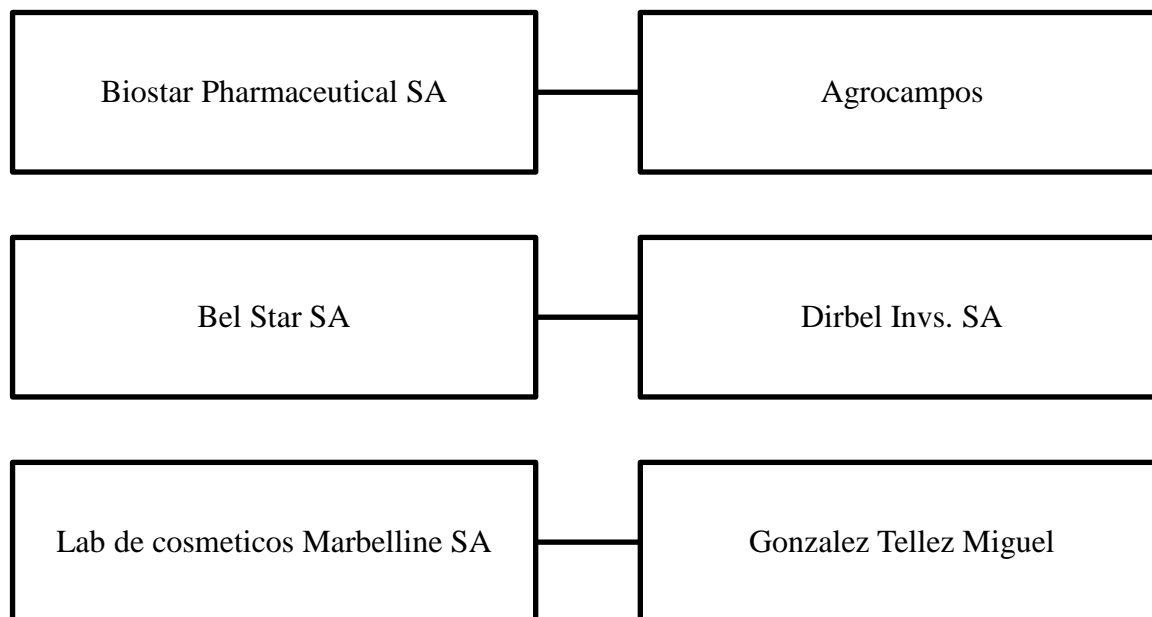 Biostar Pharmaceutical SA
Agrocampos
Bel Star SA
Dirbel Invs. SA
Lab de cosmeticos Marbelline SA
Gonzalez Tellez Miguel